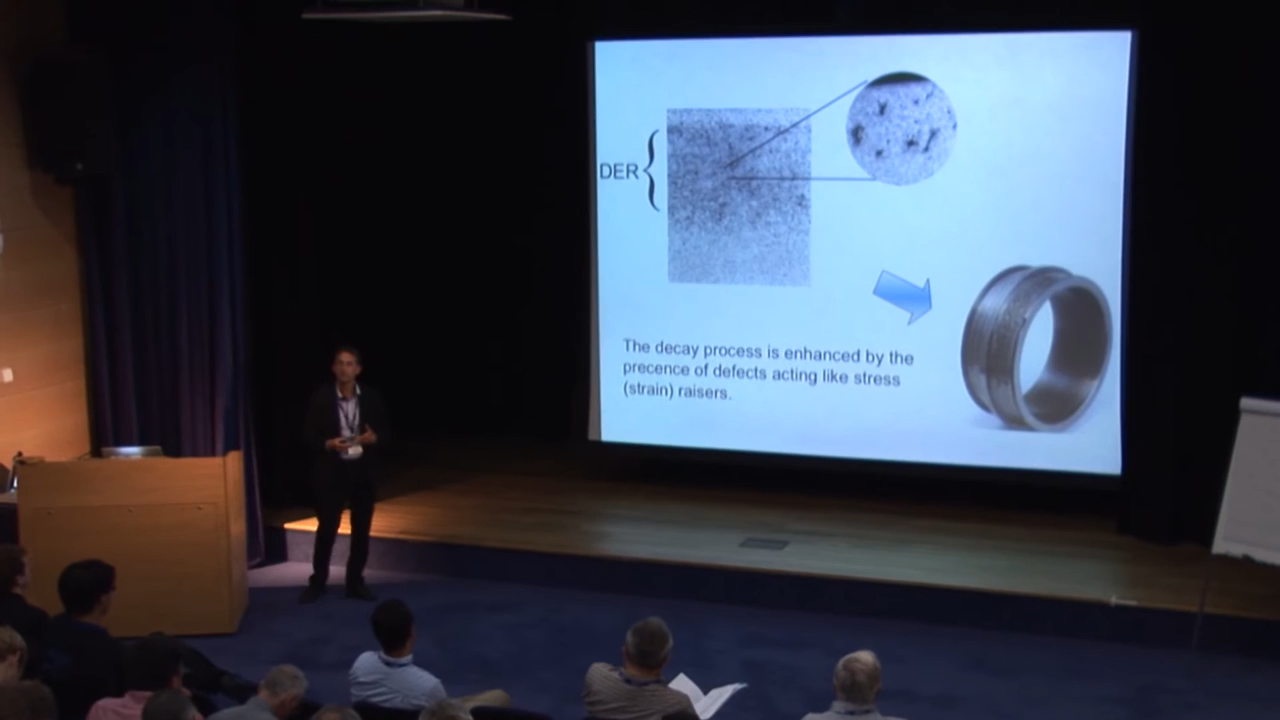 DER
The decay process is enhanced by the
precence of defects acting like stress
(strain) raisers.